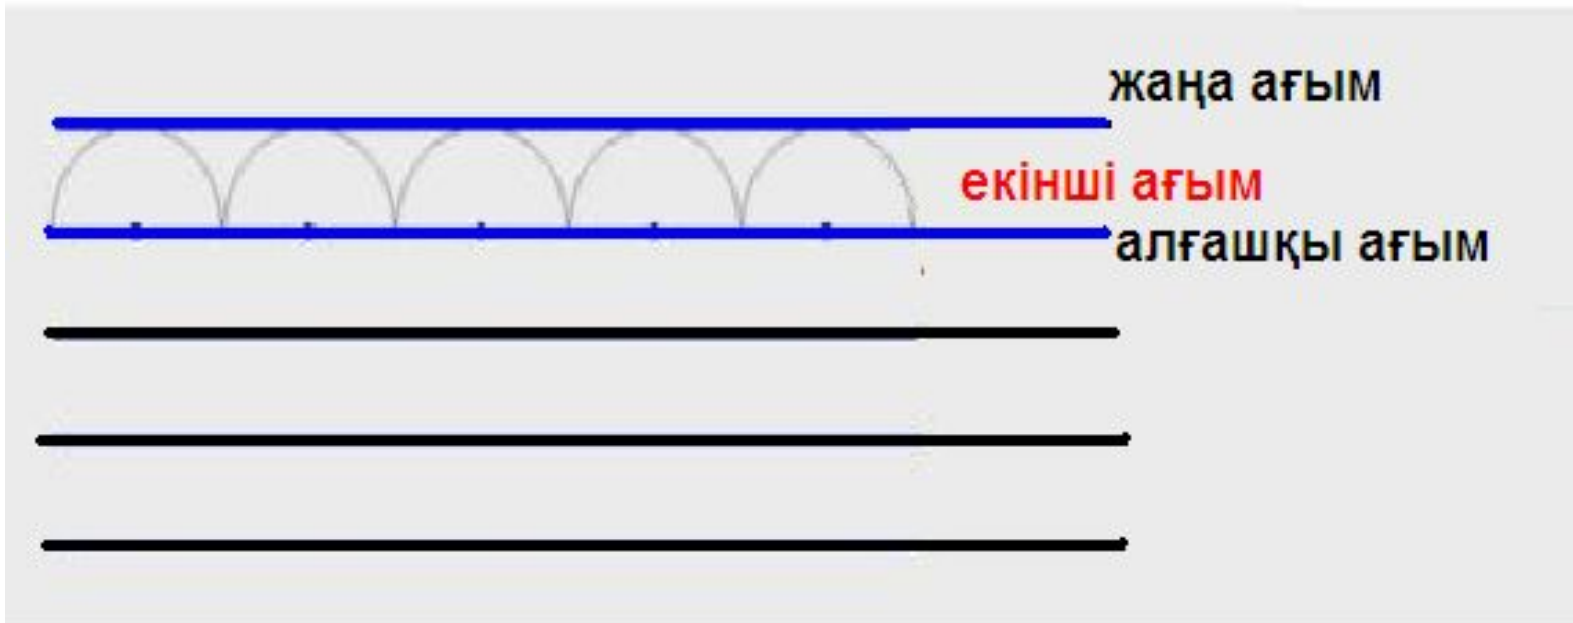 жаңа ағым
екінші ағым
алғашқы ағым